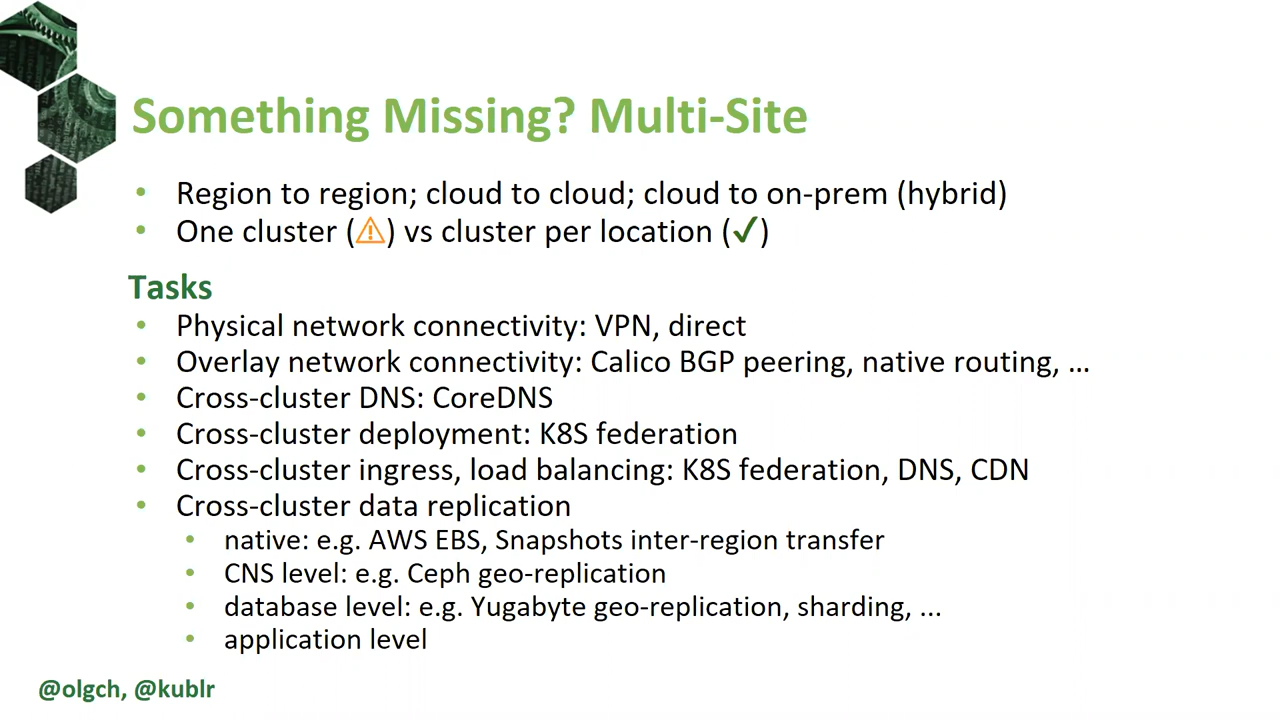 Something Missing? Multi-Site
• Region to region; cloud to cloud; cloud to on-prem (hybrid)
• One cluster (⚠) vs cluster per location (✓)
Tasks
• Physical network connectivity: VPN, direct
• Overlay network connectivity: Calico BGP peering, native routing, ...
• Cross-cluster DNS: CoreDNS
• Cross-cluster deployment: K8S federation
• Cross-cluster ingress, load balancing: K8S federation, DNS, CDN
• Cross-cluster data replication
• native: e.g. AWS EBS, Snapshots inter-region transfer
• CNS level: e.g. Ceph geo-replication
• database level: e.g. Yugabyte geo-replication, sharding, ...
• application level
@olgch, @kublr